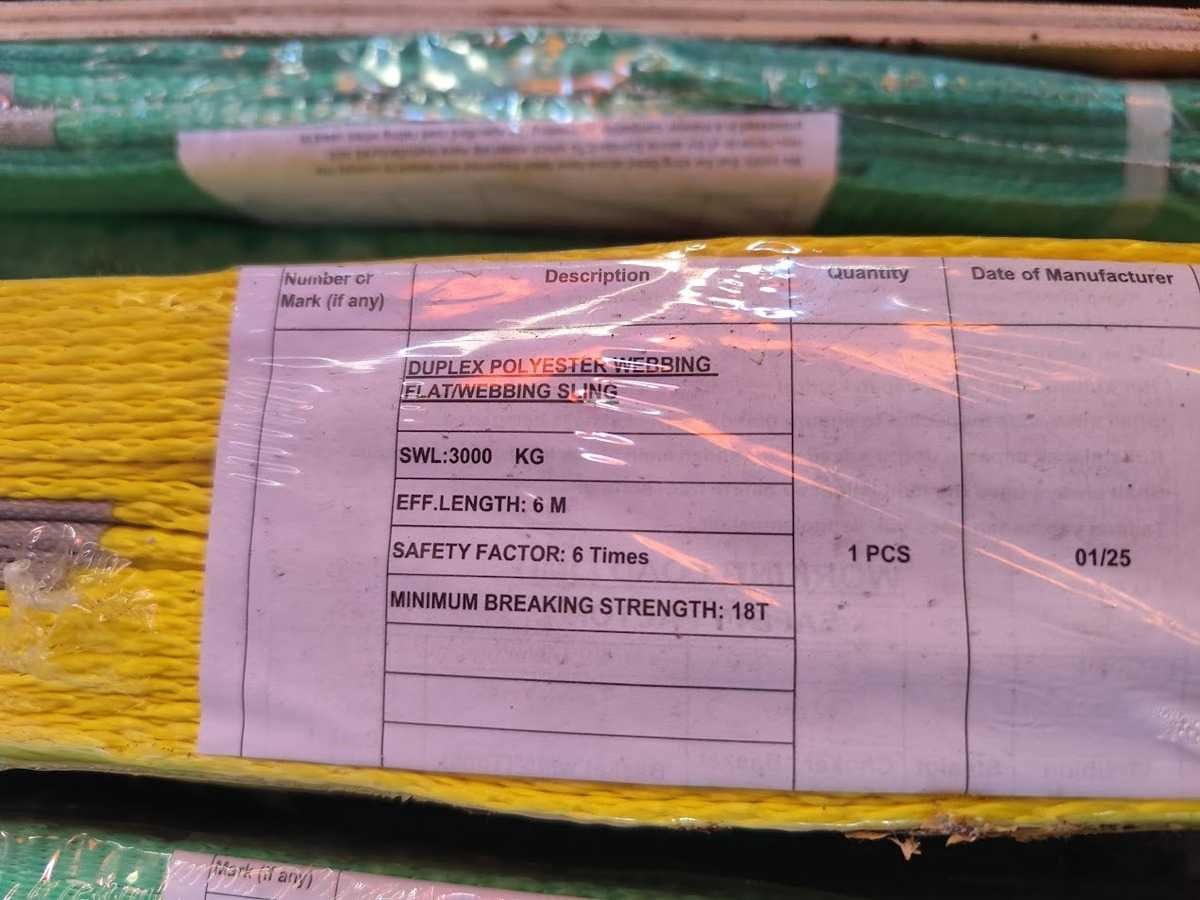 Number or
Mark (if any)
Description
Quantity
Date of Manufacturer
DUPLEX POLYESTER WEBBING
FLAT/WEBBING SLING
SWL:3000 KG
EFF.LENGTH: 6 M
SAFETY FACTOR: 6 Times
1 PCS
01/25
MINIMUM BREAKING STRENGTH: 18T
Mark (if any)